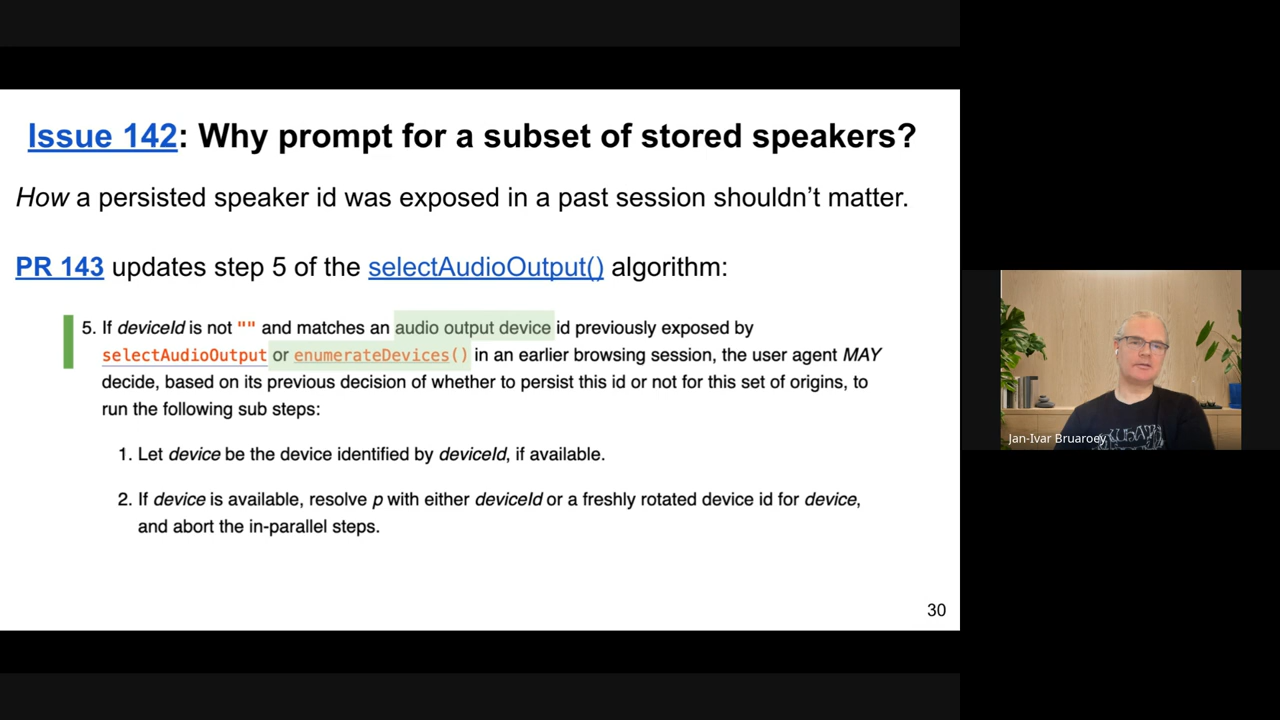 Issue 142: Why prompt for a subset of stored speakers?
How a persisted speaker id was exposed in a past session shouldn’t matter.
PR 143 updates step 5 of the selectAudioOutput() algorithm:
5. If deviceId is not "" and matches an audio output device id previously exposed by
selectAudioOutput or enumerateDevices() in an earlier browsing session, the user agent MAY
decide, based on its previous decision of whether to persist this id or not for this set of origins, to
run the following sub steps:
1. Let device be the device identified by deviceId, if available.
2. If device is available, resolve p with either deviceId or a freshly rotated device id for device,
and abort the in-parallel steps.
30
Jan-Ivar Bruaroey